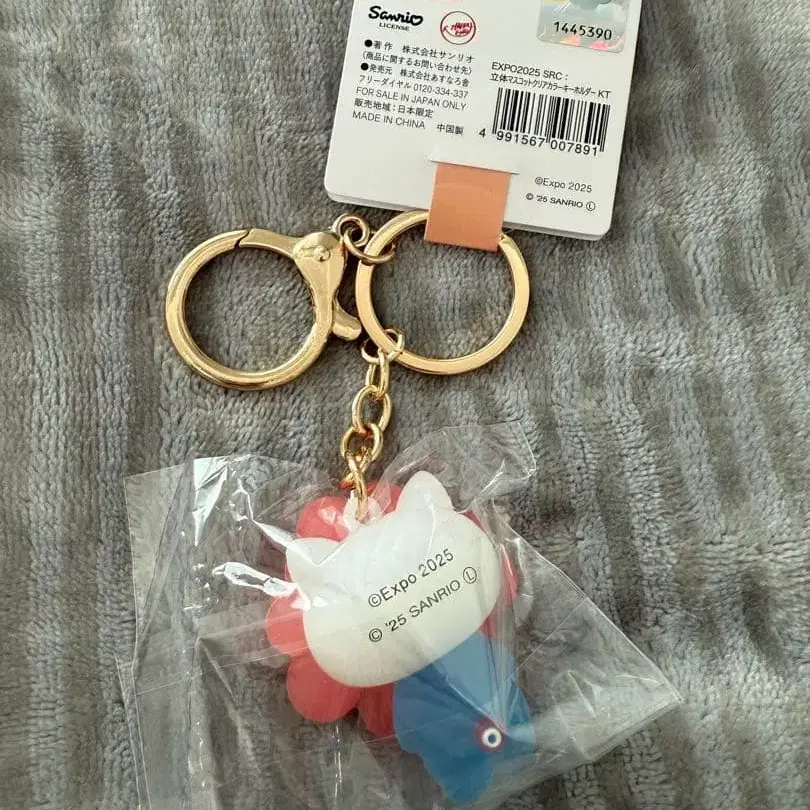 Sanrio
LICENSE
1445390
●著作 株式会社サンリオ
(商品に関するお問い合わせ先)
●発売元 株式会社あすなろ舎
フリーダイヤル 0120-334-337
FOR SALE IN JAPAN ONLY
販売地域：日本限定
MADE IN CHINA 中国製
EXPO2025 SRC：
立体マスコットクリアカラーキーホルダー KT
4 991567 007891
©Expo 2025
© '25 SANRIO Ⓛ
©Expo 2025
© '25 SANRIO Ⓛ